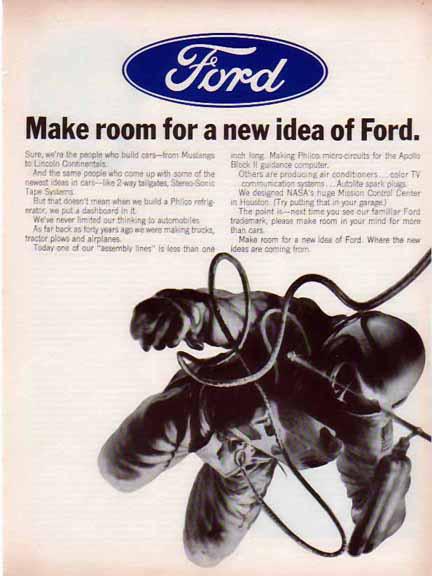 Ford
Make room for a new idea of Ford.
Sure, we're the people who build cars—from Mustangs
to Lincoln Continentals.
And the same people who come up with some of the
newest ideas in cars—like 2-way tailgates, Stereo-Sonic
Tape Systems.
But that doesn't mean when we build a Philco refrig-
erator, we put a dashboard in it.
We've never limited our thinking to automobiles.
As far back as forty years ago we were making trucks,
tractor plows and airplanes.
Today one of our "assembly lines" is less than one
inch long. Making Philco micro-circuits for the Apollo
Block II guidance computer.
Others are producing air conditioners ... color TV
communication systems ... Autolite spark plugs.
We designed NASA's huge Mission Control Center
in Houston. (Try putting that in your garage.)
The point is—next time you see our familiar Ford
trademark, please make room in your mind for more
than cars.
Make room for a new idea of Ford. Where the new
ideas are coming from.